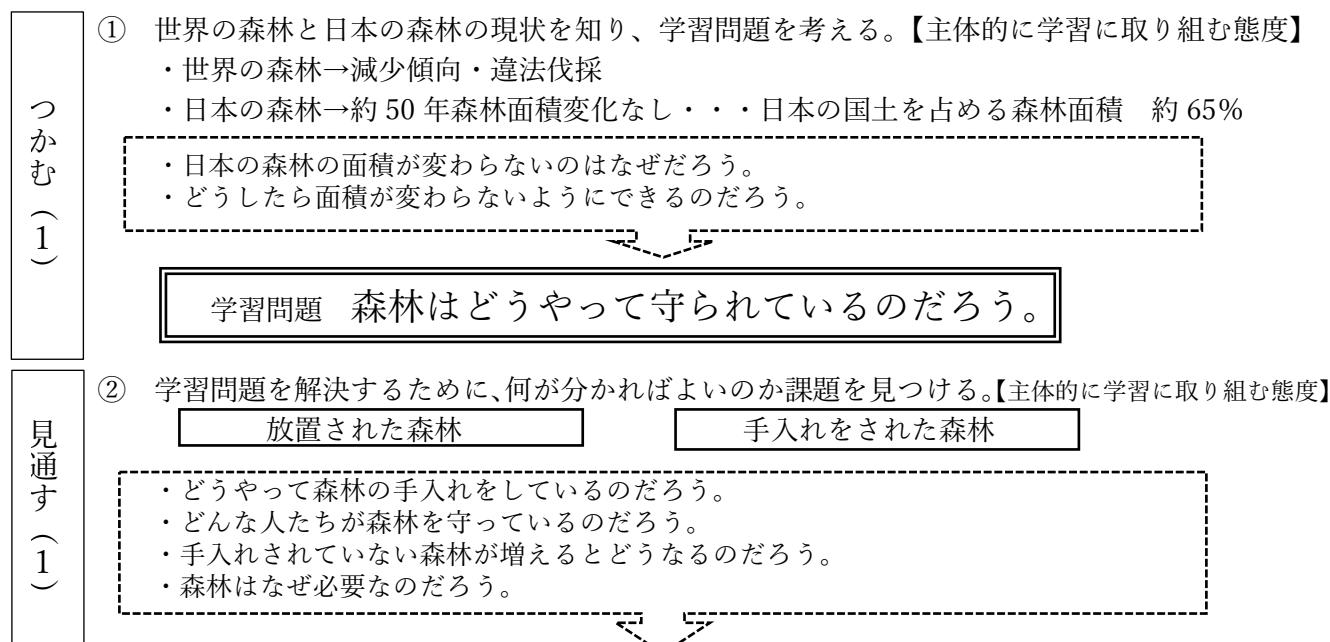 つかむ（1）
① 世界の森林と日本の森林の現状を知り、学習問題を考える。【主体的に学習に取り組む態度】
・世界の森林→減少傾向・違法伐採
・日本の森林→約 50 年森林面積変化なし・・・日本の国土を占める森林面積　約 65％
・日本の森林の面積が変わらないのはなぜだろう。
・どうしたら面積が変わらないようにできるのだろう。
学習問題　森林はどうやって守られているのだろう。
見通す（1）
② 学習問題を解決するために、何が分かればよいのか課題を見つける。【主体的に学習に取り組む態度】
放置された森林
手入れをされた森林
・どうやって森林の手入れをしているのだろう。
・どんな人たちが森林を守っているのだろう。
・手入れされていない森林が増えるとどうなるのだろう。
・森林はなぜ必要なのだろう。